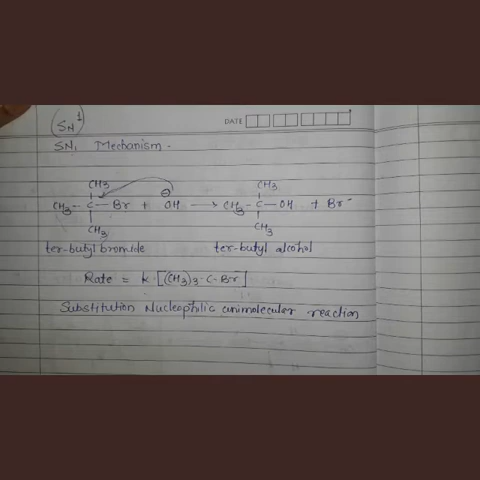 SN1
DATE
SN1 Mechanism.
CH3 CH3
CH3 - C - Br + OH⊖ → CH3 - C - OH + Br-
CH3 CH3
ter-butyl bromide ter-butyl alcohol
Rate = k [(CH3)3-C-Br]
Substitution Nucleophilic unimolecular reaction